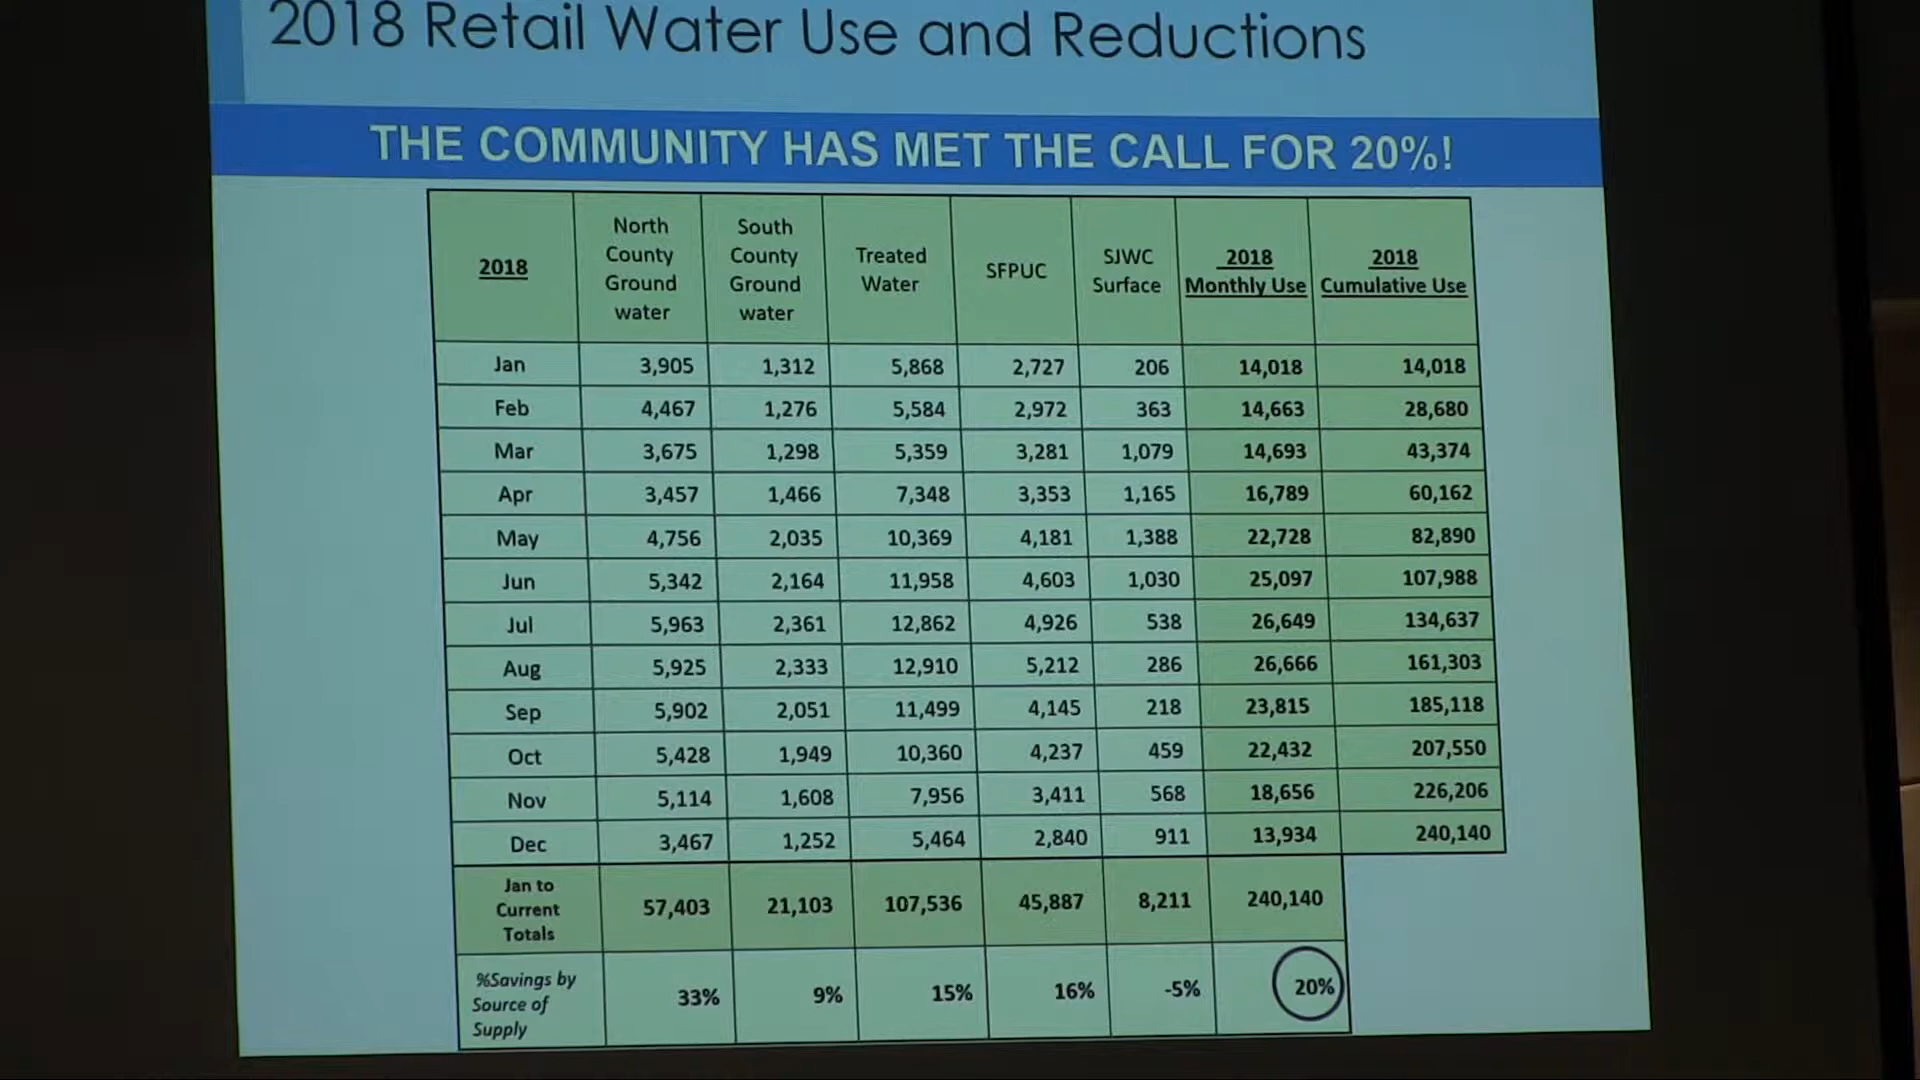 2018 Retail Water Use and Reductions
THE COMMUNITY HAS MET THE CALL FOR 20%!
2018 North County Ground water South County Ground water Treated Water SFPUC SJWC Surface 2018 Monthly Use 2018 Cumulative Use
Jan 3,905 1,312 5,868 2,727 206 14,018 14,018
Feb 4,467 1,276 5,584 2,972 363 14,663 28,680
Mar 3,675 1,298 5,359 3,281 1,079 14,693 43,374
Apr 3,457 1,466 7,348 3,353 1,165 16,789 60,162
May 4,756 2,035 10,369 4,181 1,388 22,728 82,890
Jun 5,342 2,164 11,958 4,603 1,030 25,097 107,988
Jul 5,963 2,361 12,862 4,926 538 26,649 134,637
Aug 5,925 2,333 12,910 5,212 286 26,666 161,303
Sep 5,902 2,051 11,499 4,145 218 23,815 185,118
Oct 5,428 1,949 10,360 4,237 459 22,432 207,550
Nov 5,114 1,608 7,956 3,411 568 18,656 226,206
Dec 3,467 1,252 5,464 2,840 911 13,934 240,140
Jan to Current Totals 57,403 21,103 107,536 45,887 8,211 240,140
%Savings by Source of Supply 33% 9% 15% 16% -5% 20%